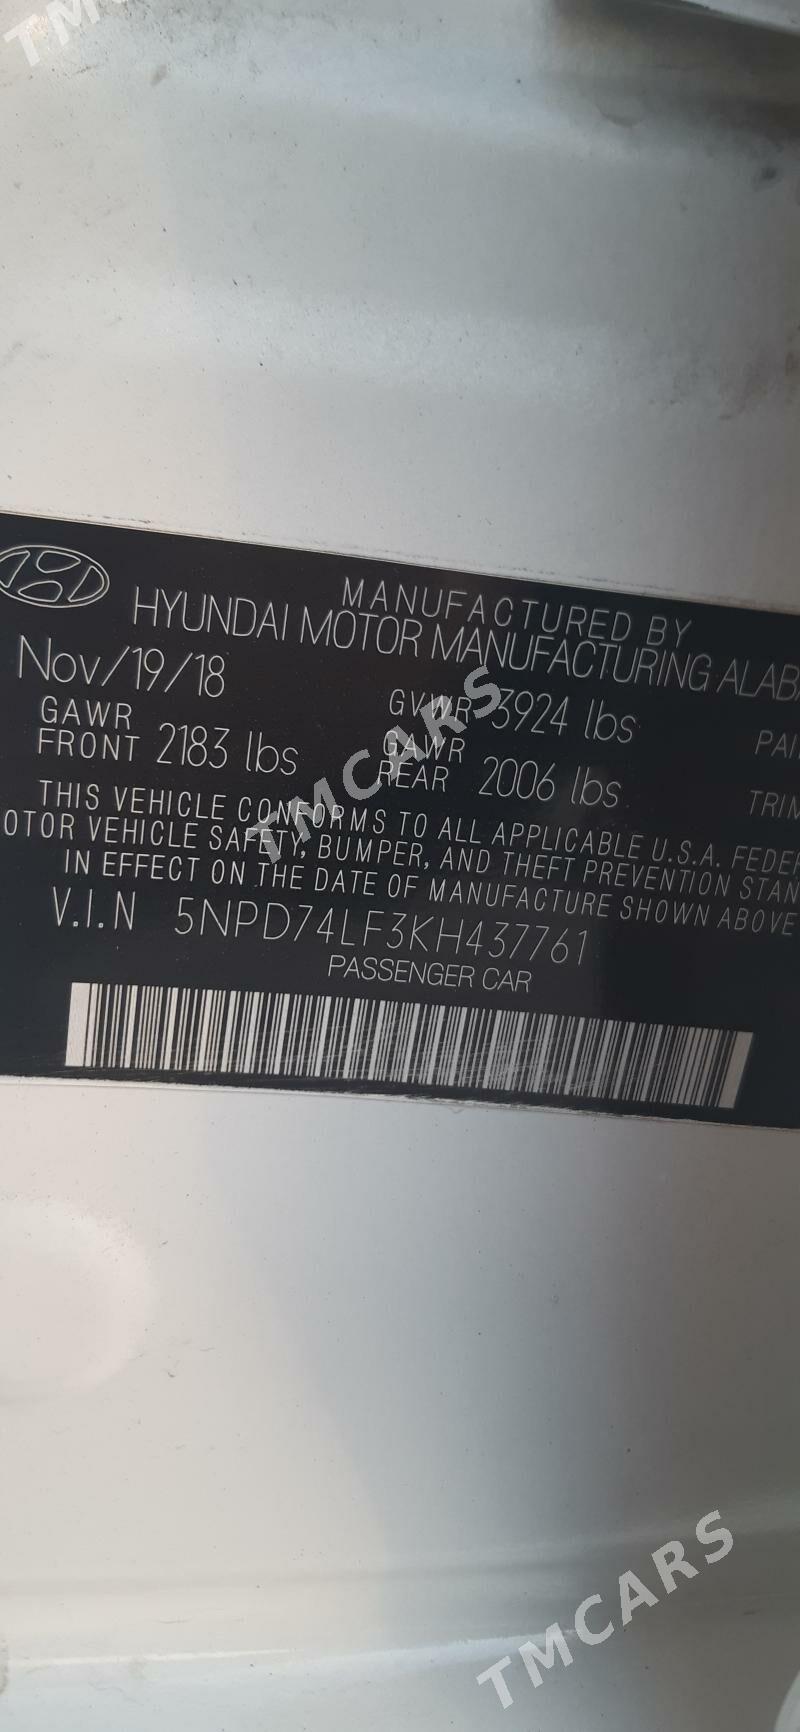 TMCARS
MANUFACTURED BY
HYUNDAI MOTOR MANUFACTURING ALABA
Nov/19/18
GAWR FRONT 2183 lbs
GVWR 3924 lbs
GAWR REAR 2006 lbs
PAI
TRIM
THIS VEHICLE CONFORMS TO ALL APPLICABLE U.S.A. FEDER
OTOR VEHICLE SAFETY, BUMPER, AND THEFT PREVENTION STAN
IN EFFECT ON THE DATE OF MANUFACTURE SHOWN ABOVE
V.I.N 5NPD74LF3KH437761
PASSENGER CAR
TMCARS
TMCARS